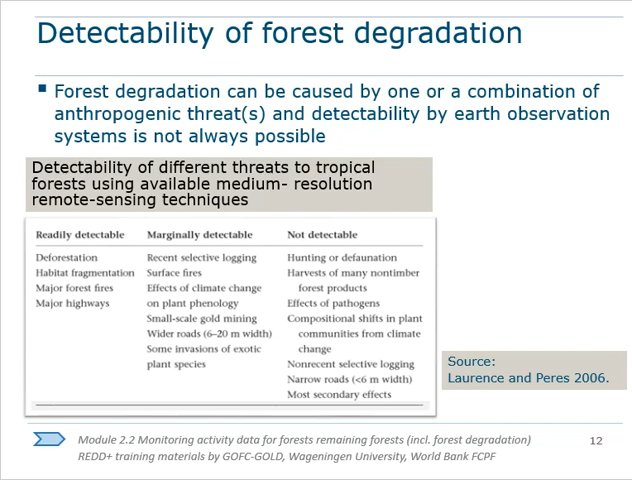 Detectability of forest degradation
▪ Forest degradation can be caused by one or a combination of
anthropogenic threat(s) and detectability by earth observation
systems is not always possible
Detectability of different threats to tropical
forests using available medium- resolution
remote-sensing techniques
Readily detectable
Deforestation
Habitat fragmentation
Major forest fires
Major highways
Marginally detectable
Recent selective logging
Surface fires
Effects of climate change
on plant phenology
Small-scale gold mining
Wider roads (6–20 m width)
Some invasions of exotic
plant species
Not detectable
Hunting or defaunation
Harvests of many nontimber
forest products
Effects of pathogens
Compositional shifts in plant
communities from climate
change
Nonrecent selective logging
Narrow roads (<6 m width)
Most secondary effects
Source:
Laurence and Peres 2006.
Module 2.2 Monitoring activity data for forests remaining forests (incl. forest degradation)
REDD+ training materials by GOFC-GOLD, Wageningen University, World Bank FCPF
12